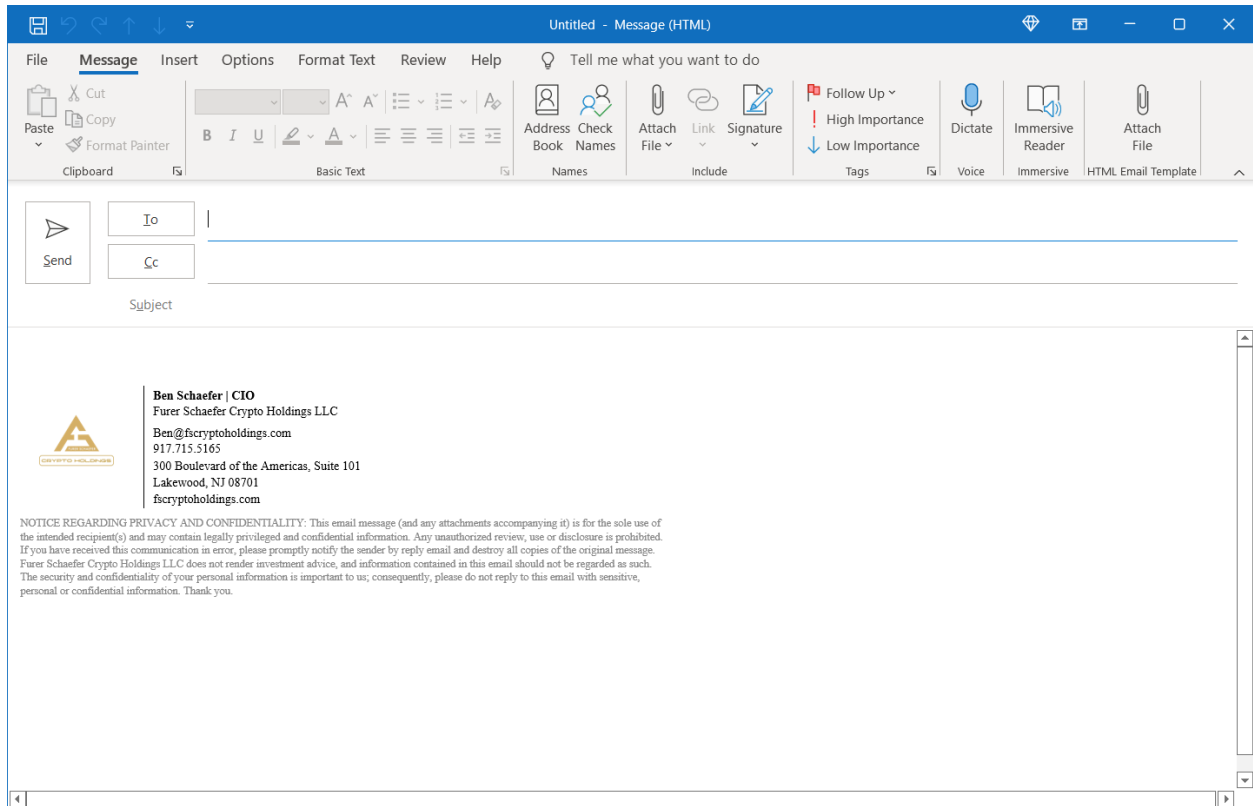 Untitled - Message (HTML)
File Message Insert Options Format Text Review Help Tell me what you want to do
Paste
Cut
Copy
Format Painter
Clipboard
B I U A
Basic Text
Address Book
Check Names
Names
Attach File
Link
Signature
Include
Follow Up
High Importance
Low Importance
Tags
Dictate
Voice
Immersive Reader
Immersive
Attach File
HTML Email Template
Send
To
Cc
Subject
CRYPTO HOLDINGS
Ben Schaefer | CIO
Furer Schaefer Crypto Holdings LLC
Ben@fscryptoholdings.com
917.715.5165
300 Boulevard of the Americas, Suite 101
Lakewood, NJ 08701
fscryptoholdings.com
NOTICE REGARDING PRIVACY AND CONFIDENTIALITY: This email message (and any attachments accompanying it) is for the sole use of
the intended recipient(s) and may contain legally privileged and confidential information. Any unauthorized review, use or disclosure is prohibited.
If you have received this communication in error, please promptly notify the sender by reply email and destroy all copies of the original message.
Furer Schaefer Crypto Holdings LLC does not render investment advice, and information contained in this email should not be regarded as such.
The security and confidentiality of your personal information is important to us; consequently, please do not reply to this email with sensitive,
personal or confidential information. Thank you.